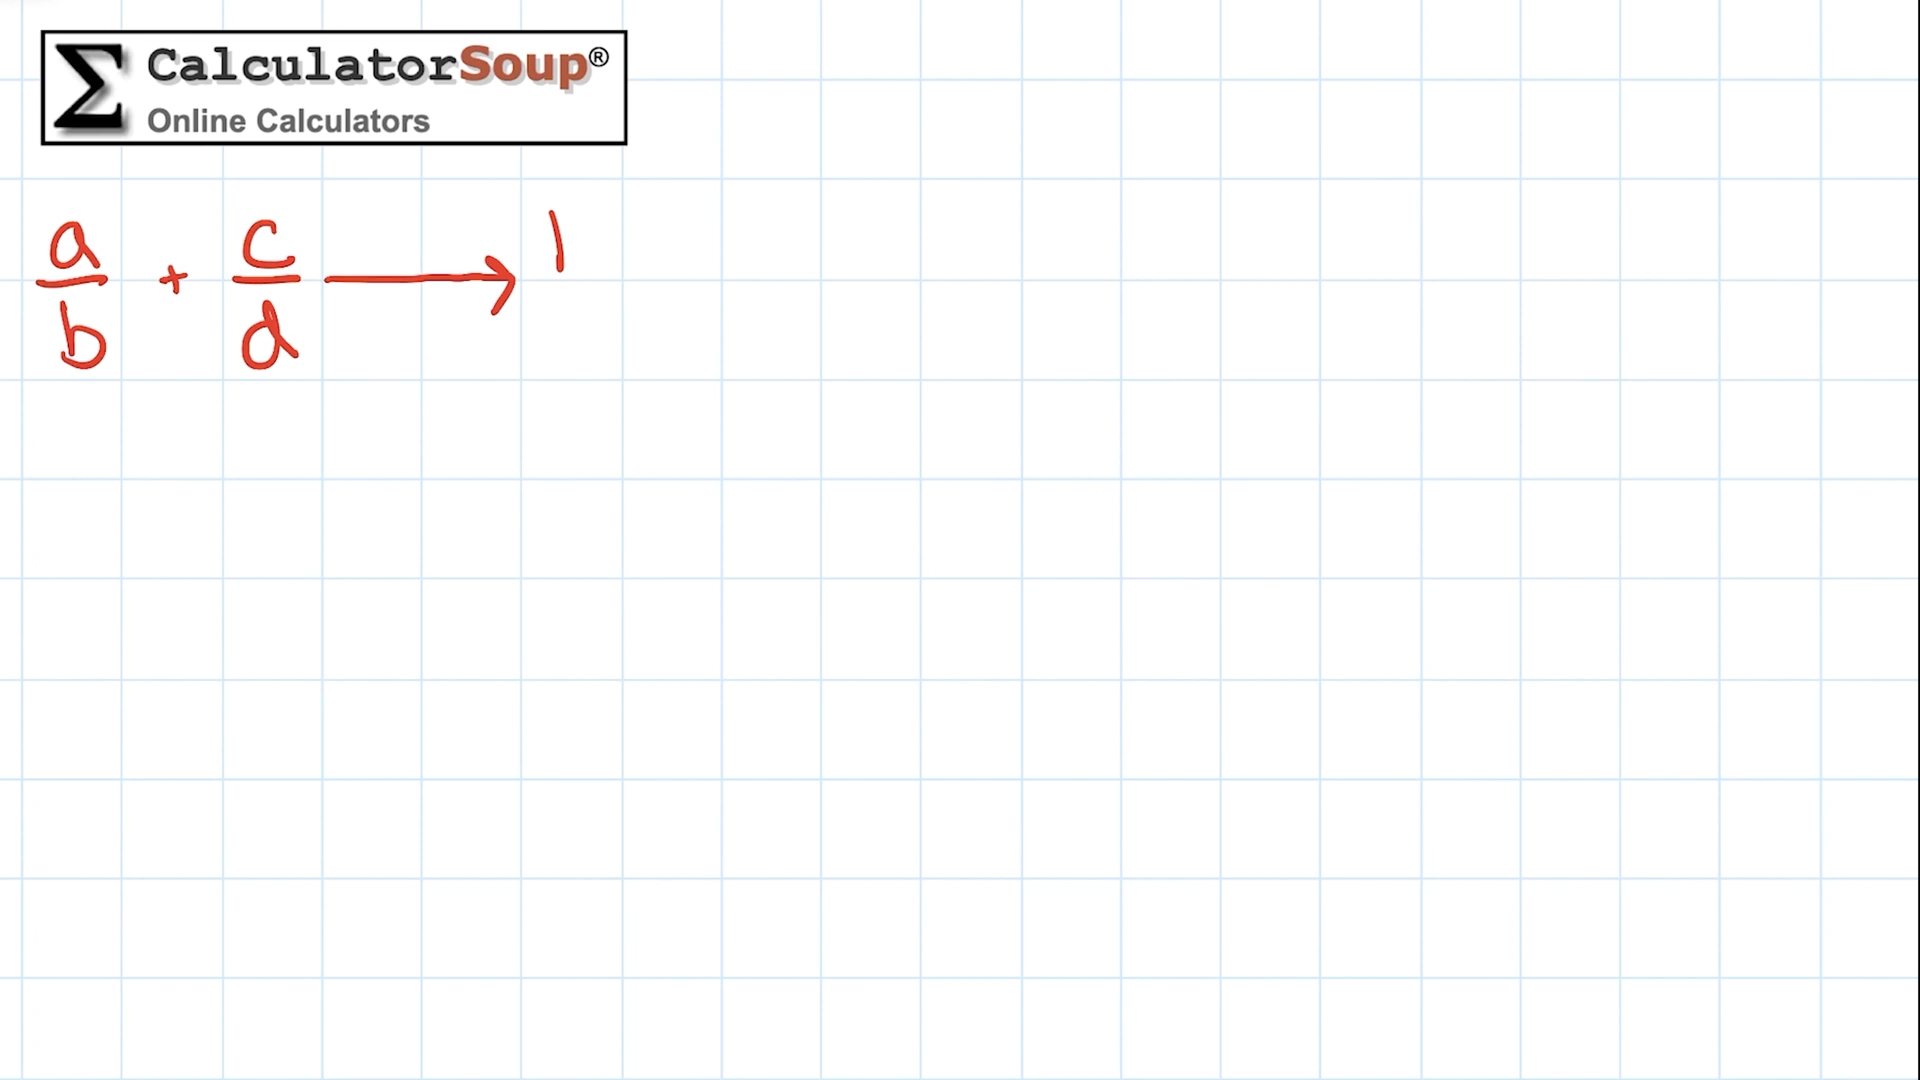 Σ CalculatorSoup®
Online Calculators
a/b + c/d → 1